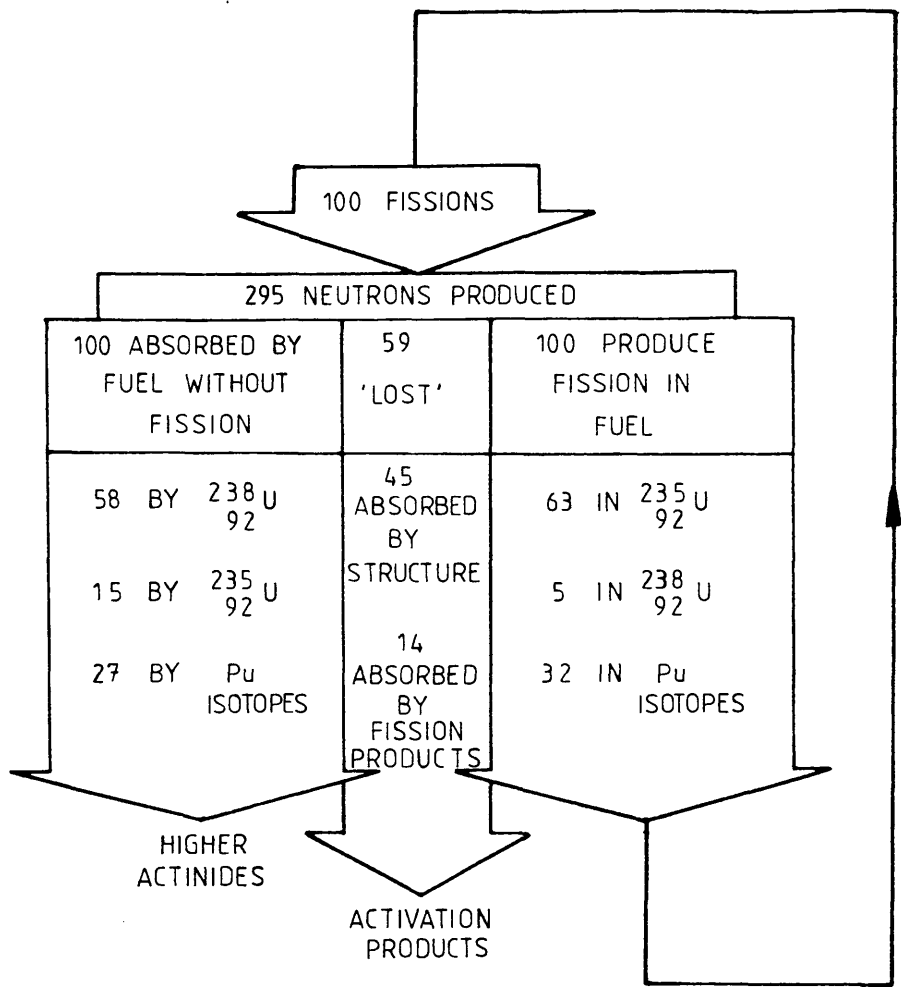 100 FISSIONS
295 NEUTRONS PRODUCED
100 ABSORBED BY
FUEL WITHOUT
FISSION
58 BY 238 92 U
15 BY 235 92 U
27 BY Pu
ISOTOPES
HIGHER
ACTINIDES
59
'LOST'
45
ABSORBED
BY
STRUCTURE
14
ABSORBED
BY
FISSION
PRODUCTS
ACTIVATION
PRODUCTS
100 PRODUCE
FISSION IN
FUEL
63 IN 235 92 U
5 IN 238 92 U
32 IN Pu
ISOTOPES